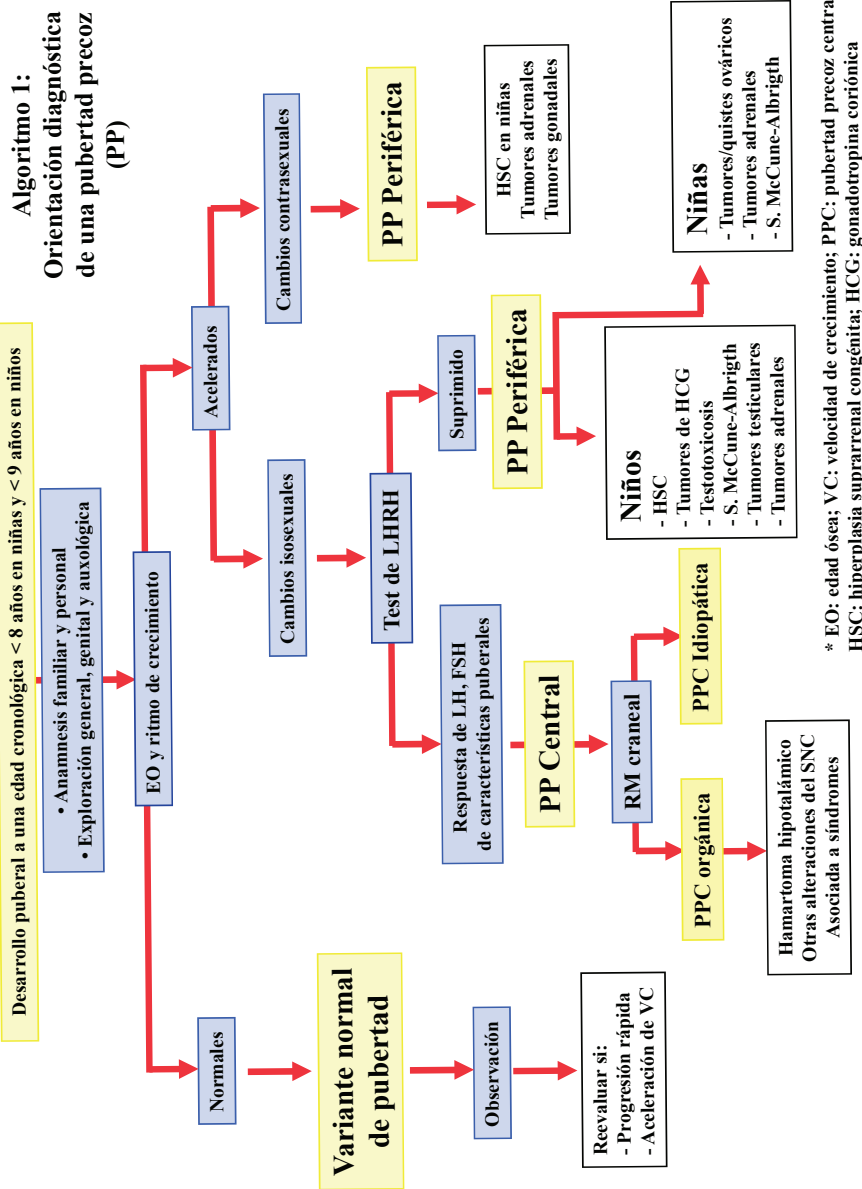 Algoritmo 1:
Orientación diagnóstica
de una pubertad precoz
(PP)
Desarrollo puberal a una edad cronológica < 8 años en niñas y < 9 años en niños
• Anamnesis familiar y personal
• Exploración general, genital y auxológica
EO y ritmo de crecimiento
Normales
Acelerados
Variante normal
de pubertad
Observación
Reevaluar si:
- Progresión rápida
- Aceleración de VC
Cambios isosexuales
Cambios contrasexuales
Test de LHRH
PP Periférica
HSC en niñas
Tumores adrenales
Tumores gonadales
Respuesta de LH, FSH
de características puberales
Suprimido
PP Central
PP Periférica
RM craneal
PPC orgánica
PPC Idiopática
Hamartoma hipotalámico
Otras alteraciones del SNC
Asociada a síndromes
Niños
- HSC
- Tumores de HCG
- Testotoxicosis
- S. McCune-Albrigth
- Tumores testiculares
- Tumores adrenales
Niñas
- Tumores/quistes ováricos
- Tumores adrenales
- S. McCune-Albrigth
* EO: edad ósea; VC: velocidad de crecimiento; PPC: pubertad precoz centra
HSC: hiperplasia suprarrenal congénita; HCG: gonadotropina coriónica